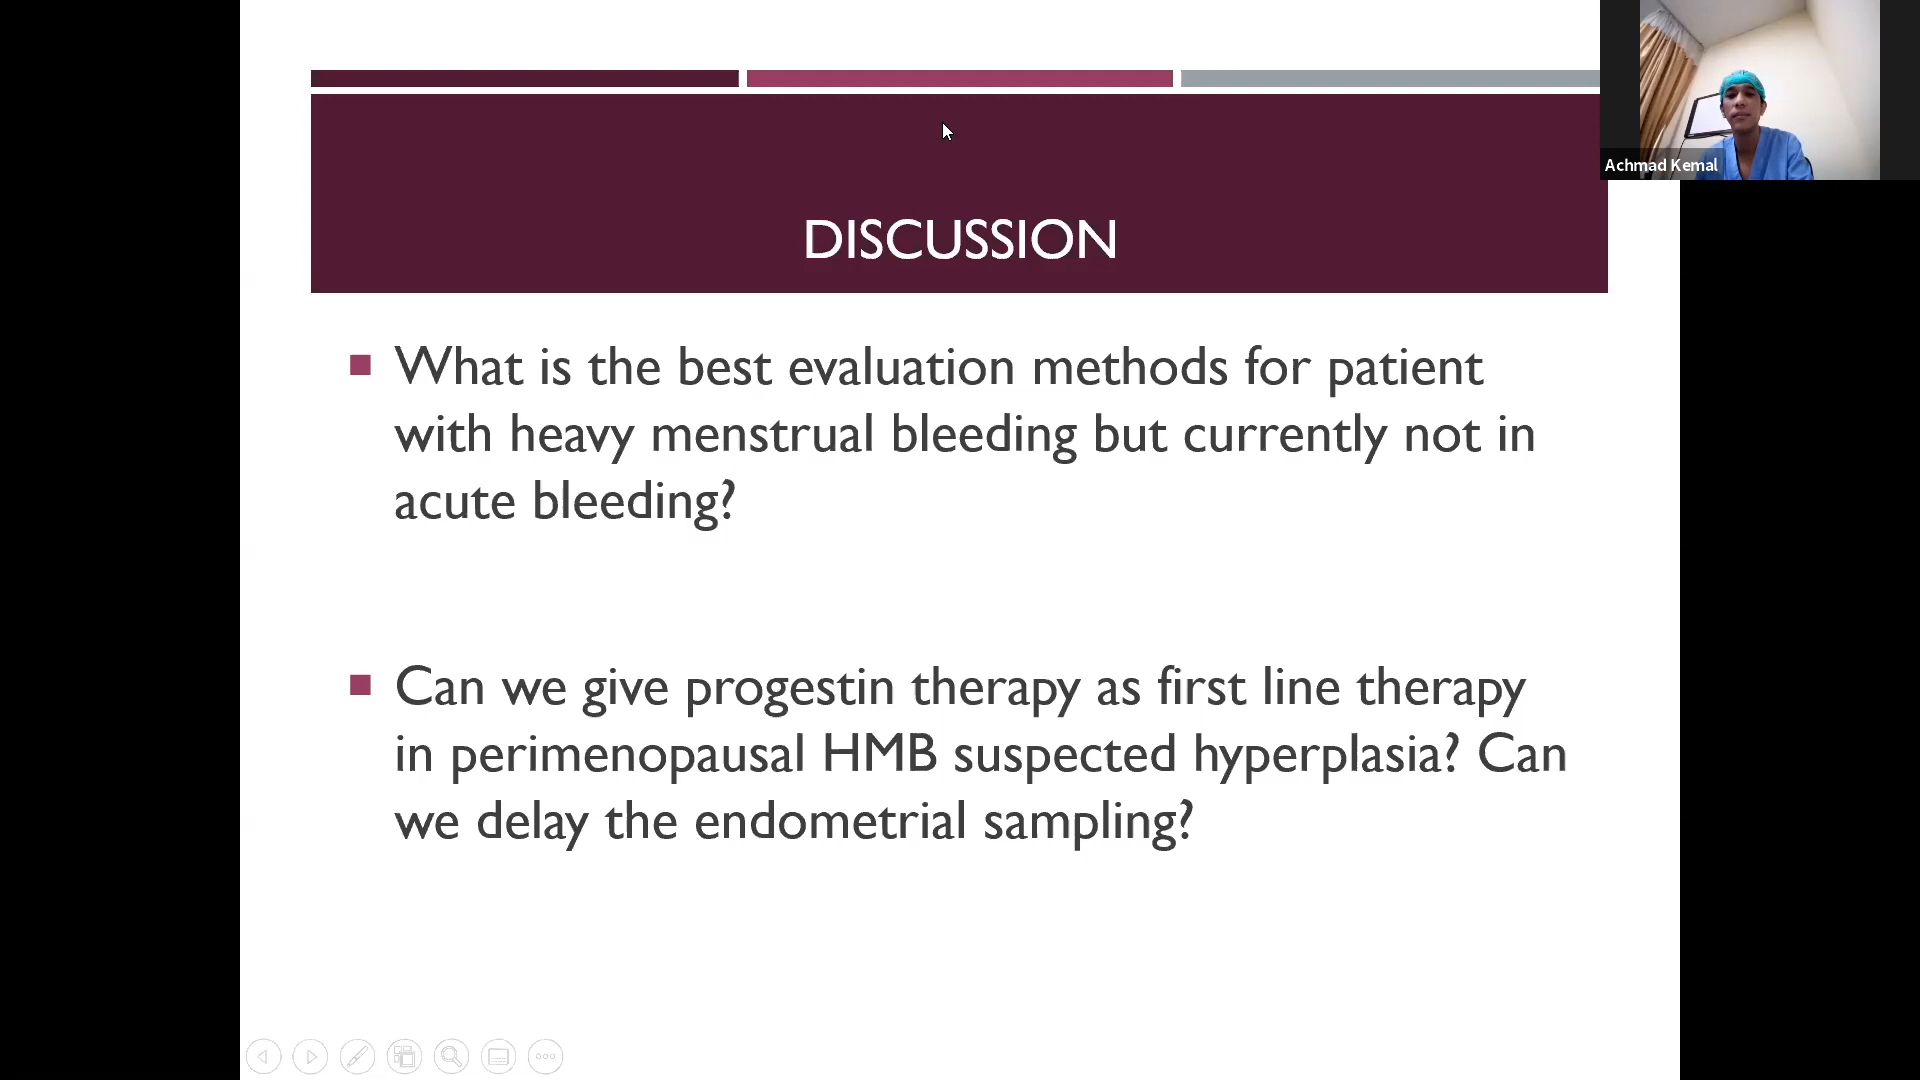 Achmad Kemal
DISCUSSION
What is the best evaluation methods for patient
with heavy menstrual bleeding but currently not in
acute bleeding?
Can we give progestin therapy as first line therapy
in perimenopausal HMB suspected hyperplasia? Can
we delay the endometrial sampling?